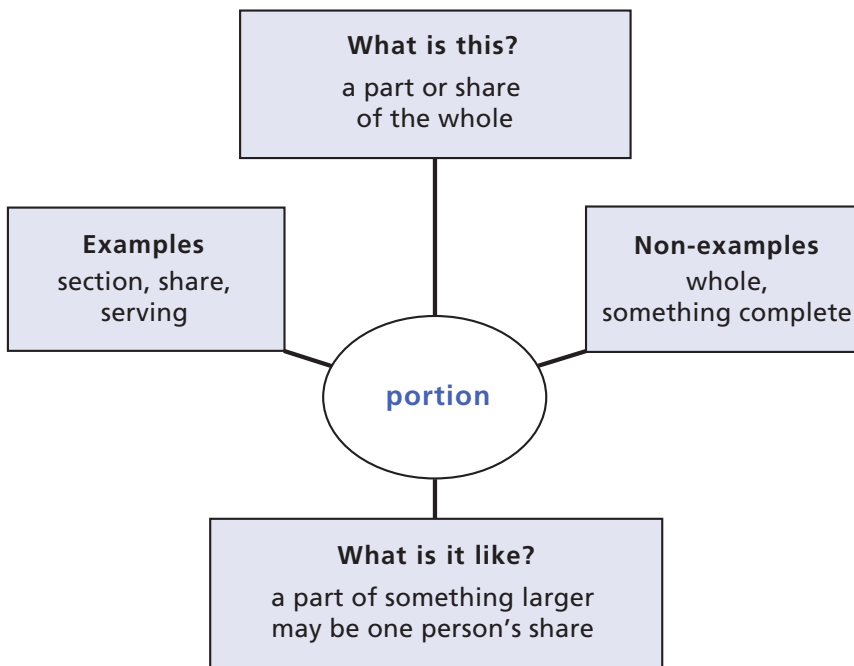 What is this?
a part or share
of the whole
Examples
section, share,
serving
Non-examples
whole,
something complete
portion
What is it like?
a part of something larger
may be one person's share